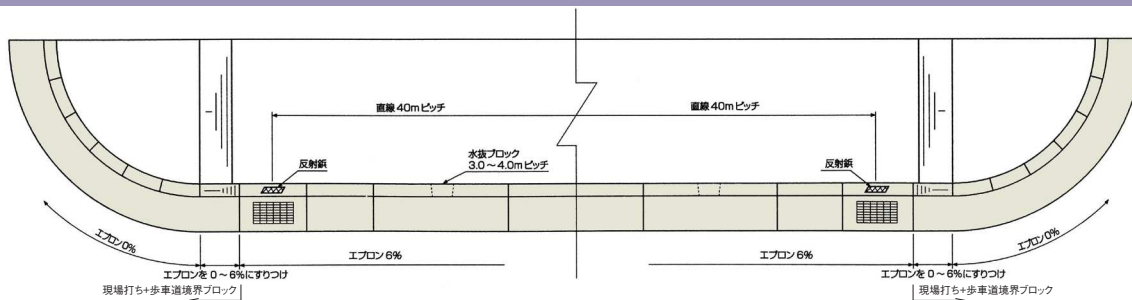 直線40mピッチ
直線40mピッチ
反射鋲
水抜ブロック
3.0～4.0mピッチ
反射鋲
エプロン0%
エプロン6%
エプロン6%
エプロン0%
エプロンを0～6%にすりつけ
エプロンを0～6%にすりつけ
現場打ち+歩車道境界ブロック
現場打ち+歩車道境界ブロック